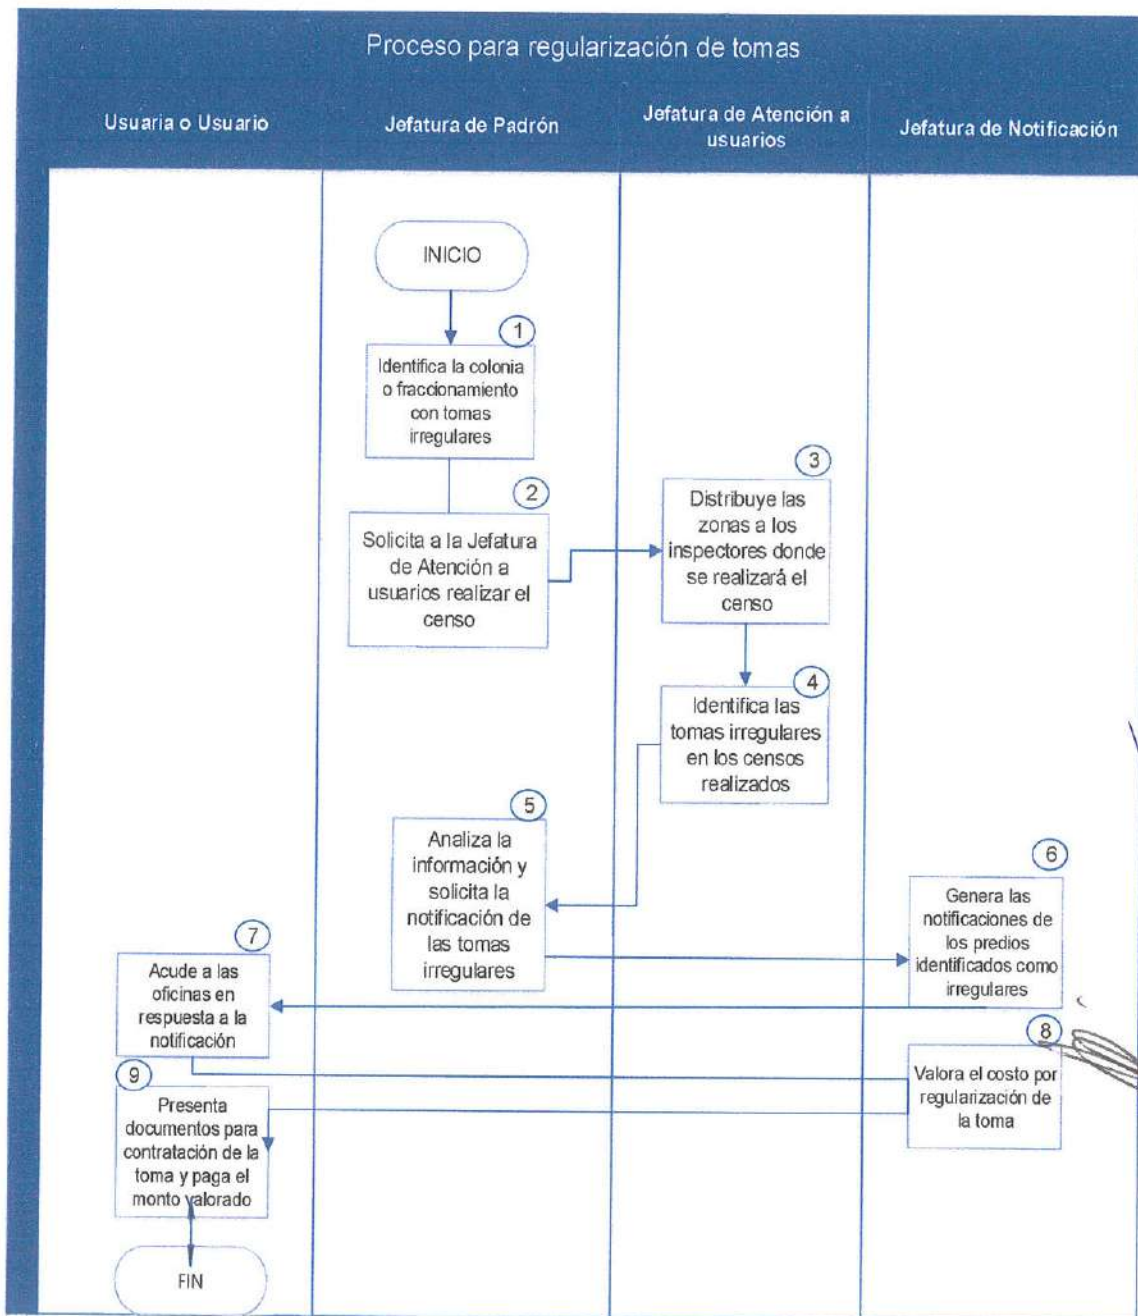 Proceso para regularización de tomas
Usuaria o Usuario
Jefatura de Padrón
Jefatura de Atención a
usuarios
Jefatura de Notificación
INICIO
1
Identifica la colonia
o fraccionamiento
con tomas
irregulares
2
Solicita a la Jefatura
de Atención a
usuarios realizar el
censo
3
Distribuye las
zonas a los
inspectores donde
se realizará el
censo
4
Identifica las
tomas irregulares
en los censos
realizados
5
Analiza la
información y
solicita la
notificación de
las tomas
irregulares
6
Genera las
notificaciones de
los predios
identificados como
irregulares
7
Acude a las
oficinas en
respuesta a la
notificación
8
Valora el costo por
regularización de
la toma
9
Presenta
documentos para
contratación de la
toma y paga el
monto valorado
FIN